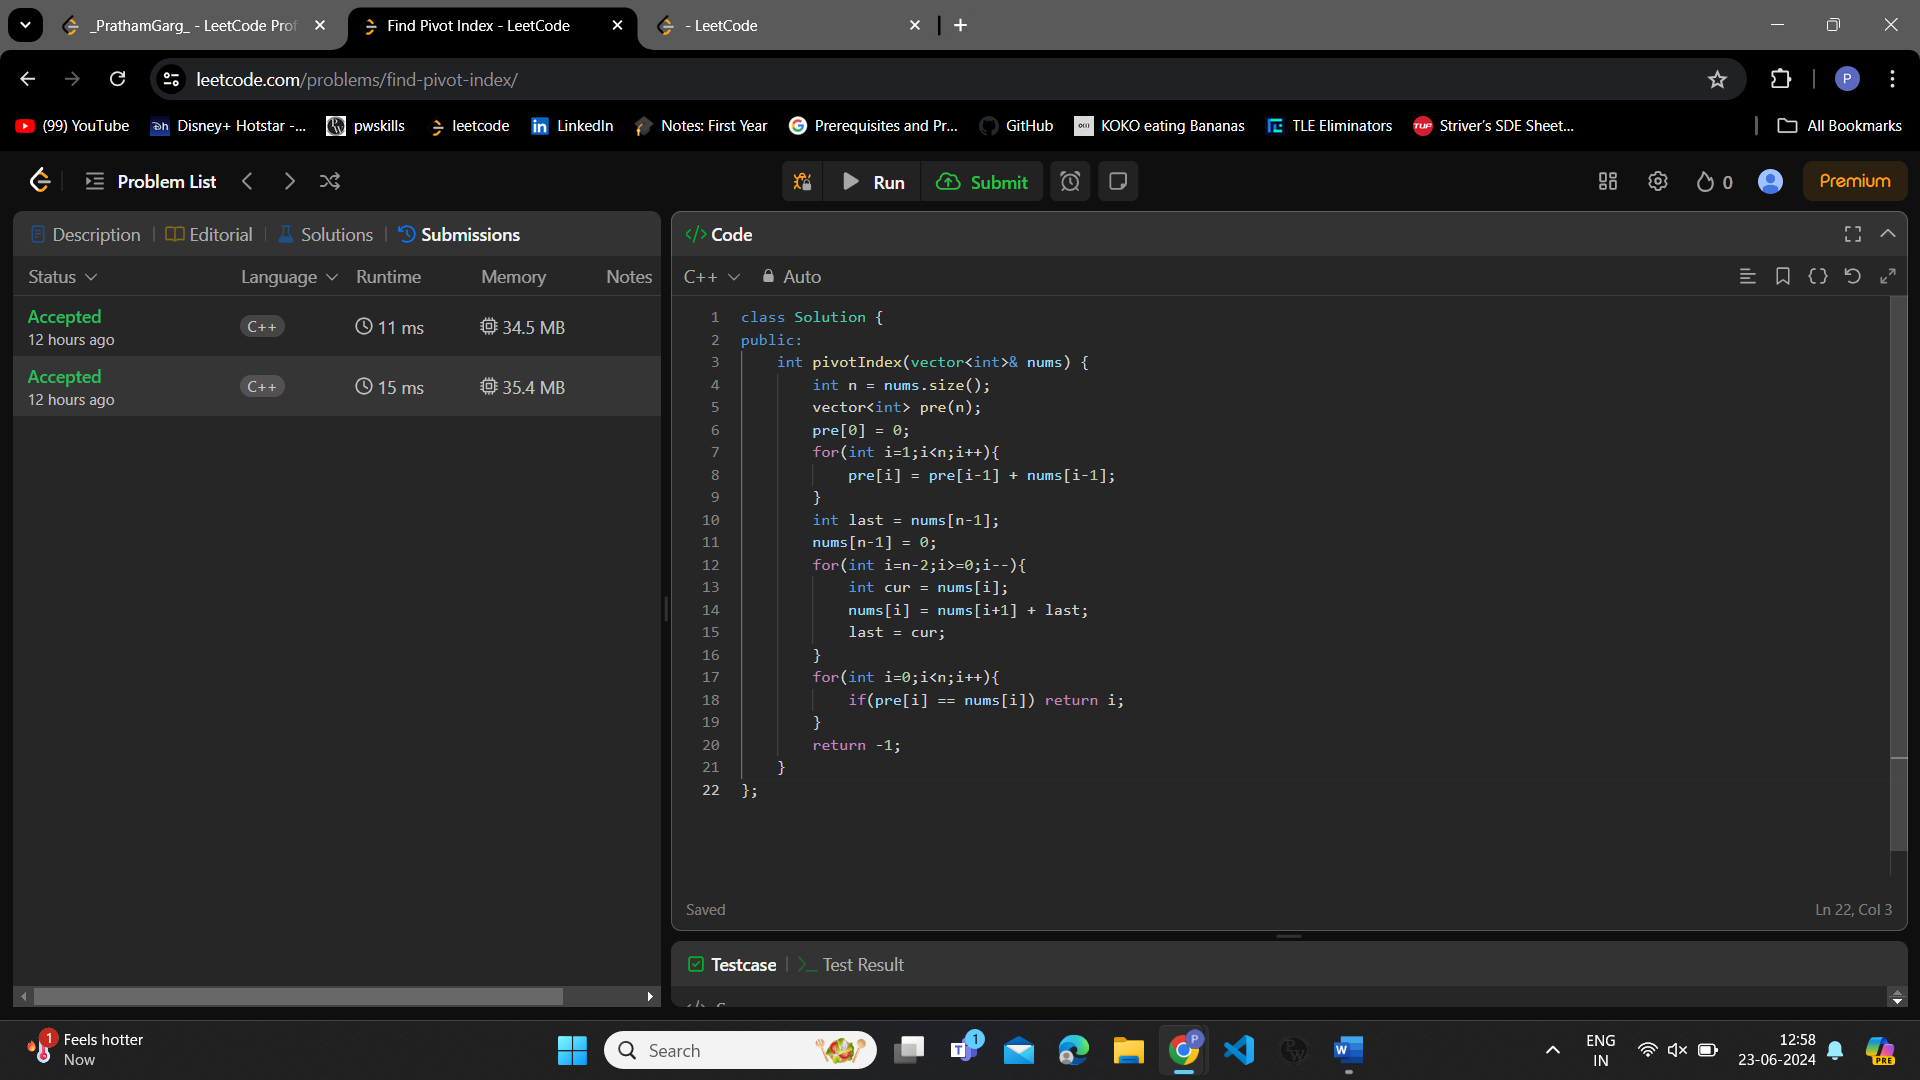 _PrathamGarg_ - LeetCode Prof
Find Pivot Index - LeetCode
- LeetCode
leetcode.com/problems/find-pivot-index/
P
(99) YouTube
Disney+ Hotstar -...
pwskills
leetcode
LinkedIn
Notes: First Year
Prerequisites and Pr...
GitHub
KOKO eating Bananas
TLE Eliminators
Striver's SDE Sheet...
All Bookmarks
Problem List
Run
Submit
0
Premium
Description
Editorial
Solutions
Submissions
Status
Language
Runtime
Memory
Notes
Accepted
12 hours ago
C++
11 ms
34.5 MB
Accepted
12 hours ago
C++
15 ms
35.4 MB
</> Code
C++
Auto
1 class Solution {
2 public:
3     int pivotIndex(vector<int>& nums) {
4         int n = nums.size();
5         vector<int> pre(n);
6         pre[0] = 0;
7         for(int i=1;i<n;i++){
8             pre[i] = pre[i-1] + nums[i-1];
9         }
10         int last = nums[n-1];
11         nums[n-1] = 0;
12         for(int i=n-2;i>=0;i--){
13             int cur = nums[i];
14             nums[i] = nums[i+1] + last;
15             last = cur;
16         }
17         for(int i=0;i<n;i++){
18             if(pre[i] == nums[i]) return i;
19         }
20         return -1;
21     }
22 };
Saved
Ln 22, Col 3
Testcase
Test Result
1
Feels hotter
Now
Search
1
P
ENG
IN
12:58
23-06-2024
PRE